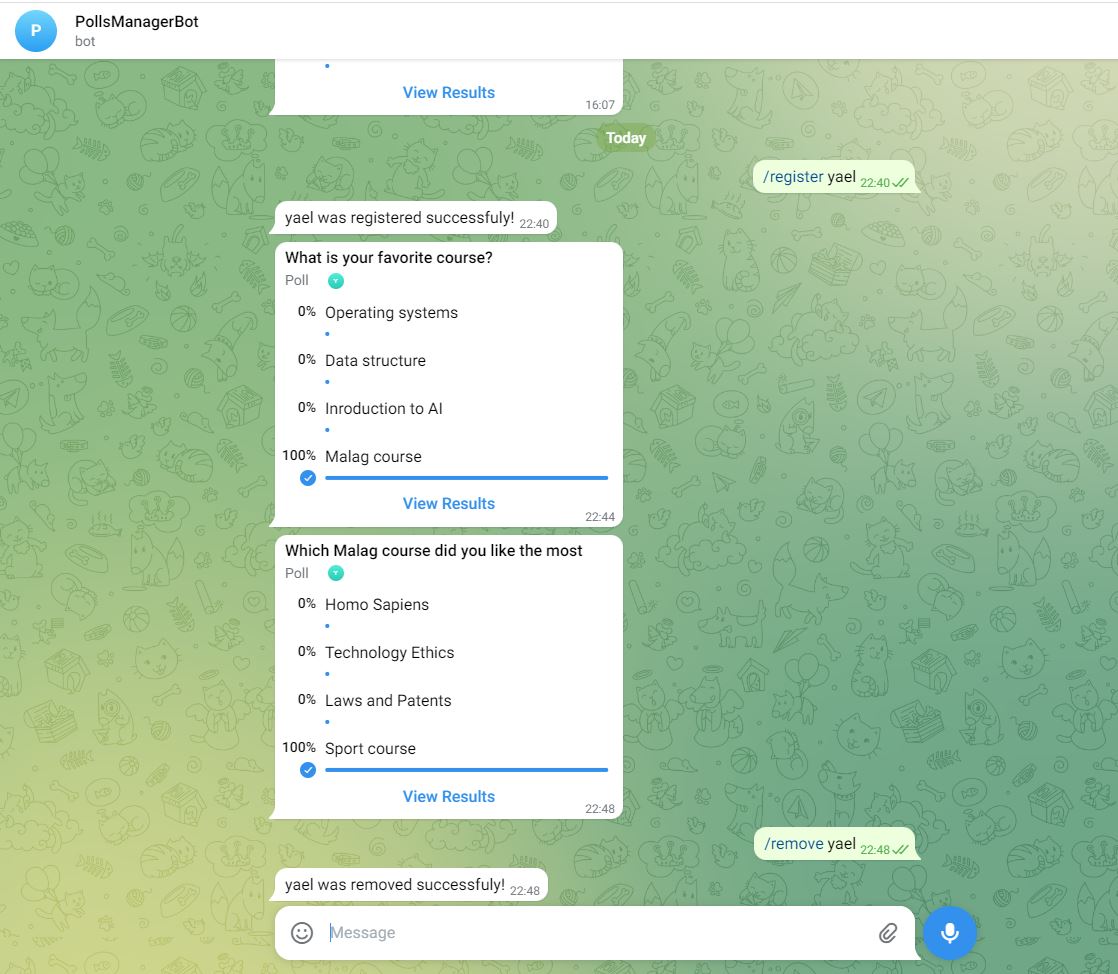 P
PollsManagerBot
bot
View Results
16:07
Today
/register yael 22:40
yael was registered successfuly! 22:40
What is your favorite course?
Poll
0% Operating systems
0% Data structure
0% Inroduction to AI
100% Malag course
View Results
22:44
Which Malag course did you like the most
Poll
0% Homo Sapiens
0% Technology Ethics
0% Laws and Patents
100% Sport course
View Results
22:48
/remove yael 22:48
yael was removed successfuly! 22:48
Message